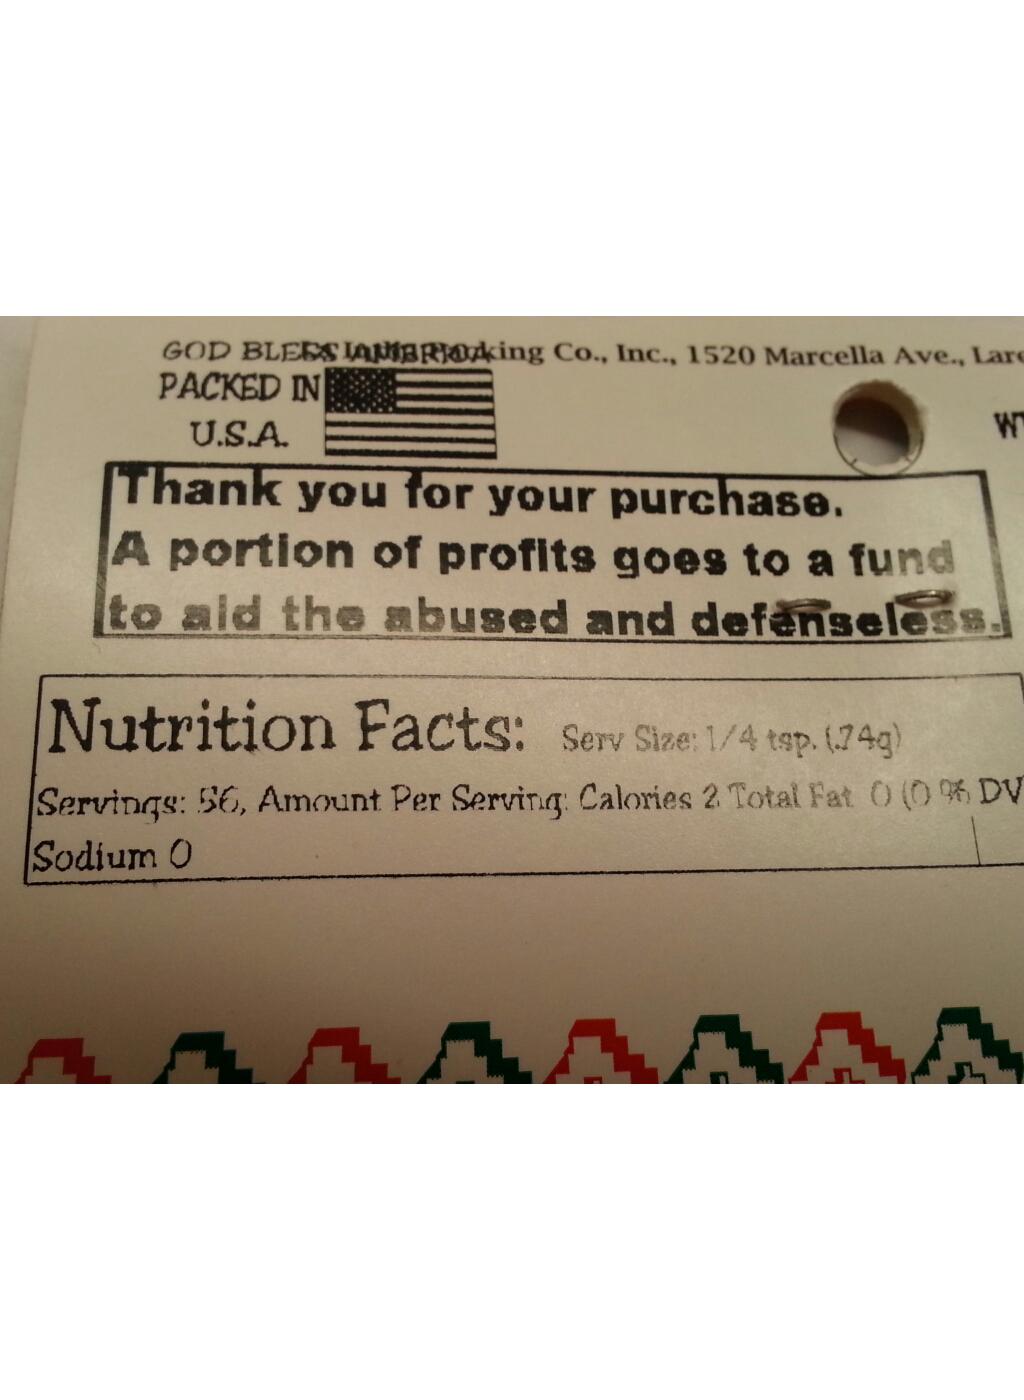 GOD BLESS AMERICA
Packing Co., Inc., 1520 Marcella Ave.,
PACKED IN
U.S.A.
Thank you for your purchase.
A portion of profits goes to a fund
to aid the abused and defenseless.
Nutrition Facts: Serv Size: 1/4 tsp. (.74g)
Servings: 56, Amount Per Serving: Calories 2 Total Fat 0 (0 % DV
Sodium 0